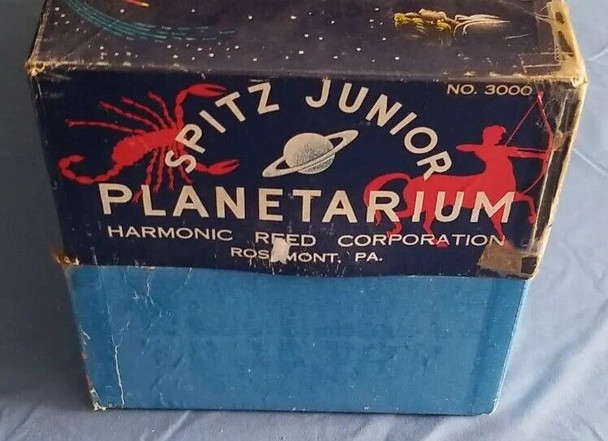 NO. 3000
SPITZ JUNIOR
PLANETARIUM
HARMONIC REED CORPORATION
ROSEMONT, PA.